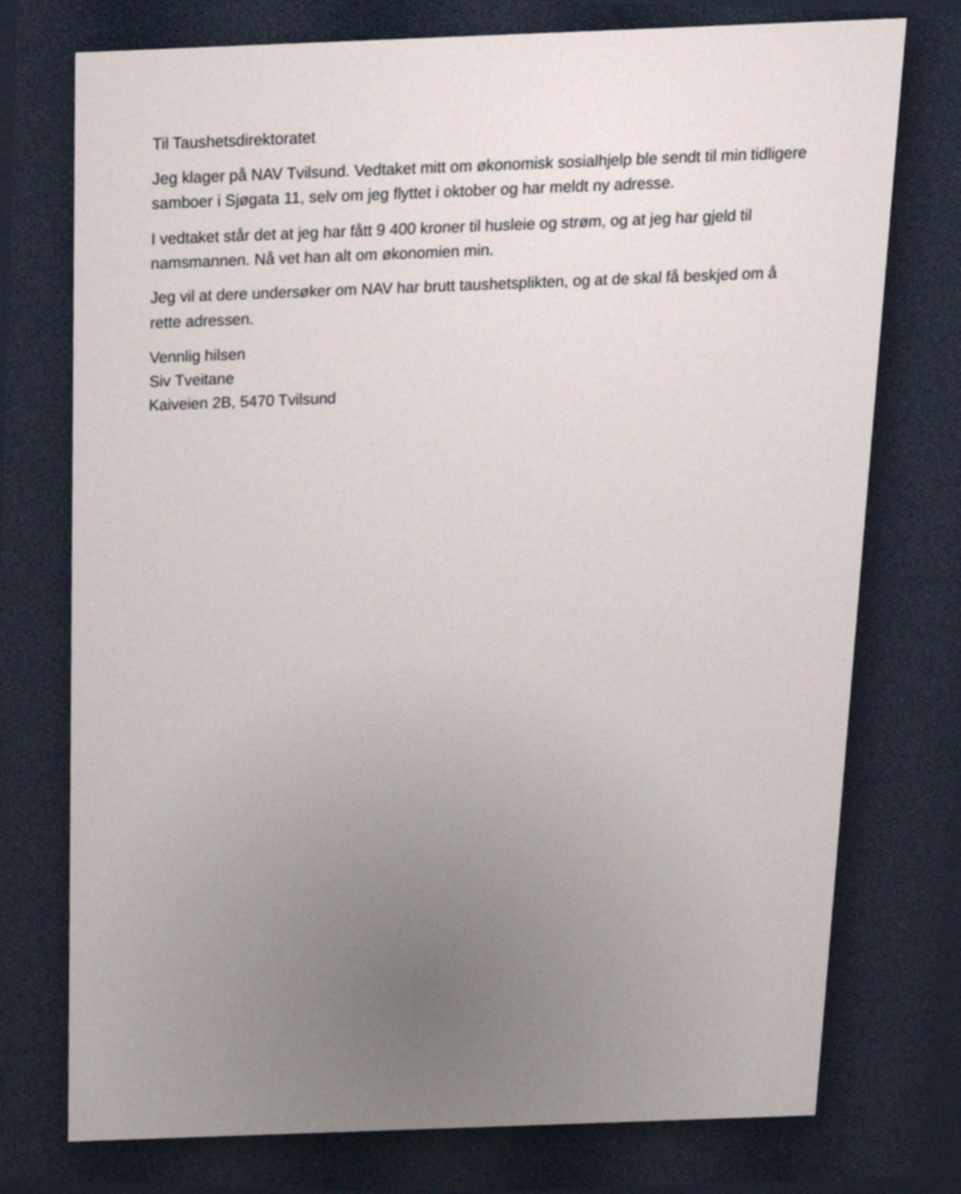 Til Taushetsdirektoratet
Jeg klager på NAV Tvilsund. Vedtaket mitt om økonomisk sosialhjelp ble sendt til min tidligere
samboer i Sjøgata 11, selv om jeg flyttet i oktober og har meldt ny adresse.
I vedtaket står det at jeg har fått 9 400 kroner til husleie og strøm, og at jeg har gjeld til
namsmannen. Nå vet han alt om økonomien min.
Jeg vil at dere undersøker om NAV har brutt taushetsplikten, og at de skal få beskjed om å
rette adressen.
Vennlig hilsen
Siv Tveitane
Kaiveien 2B, 5470 Tvilsund